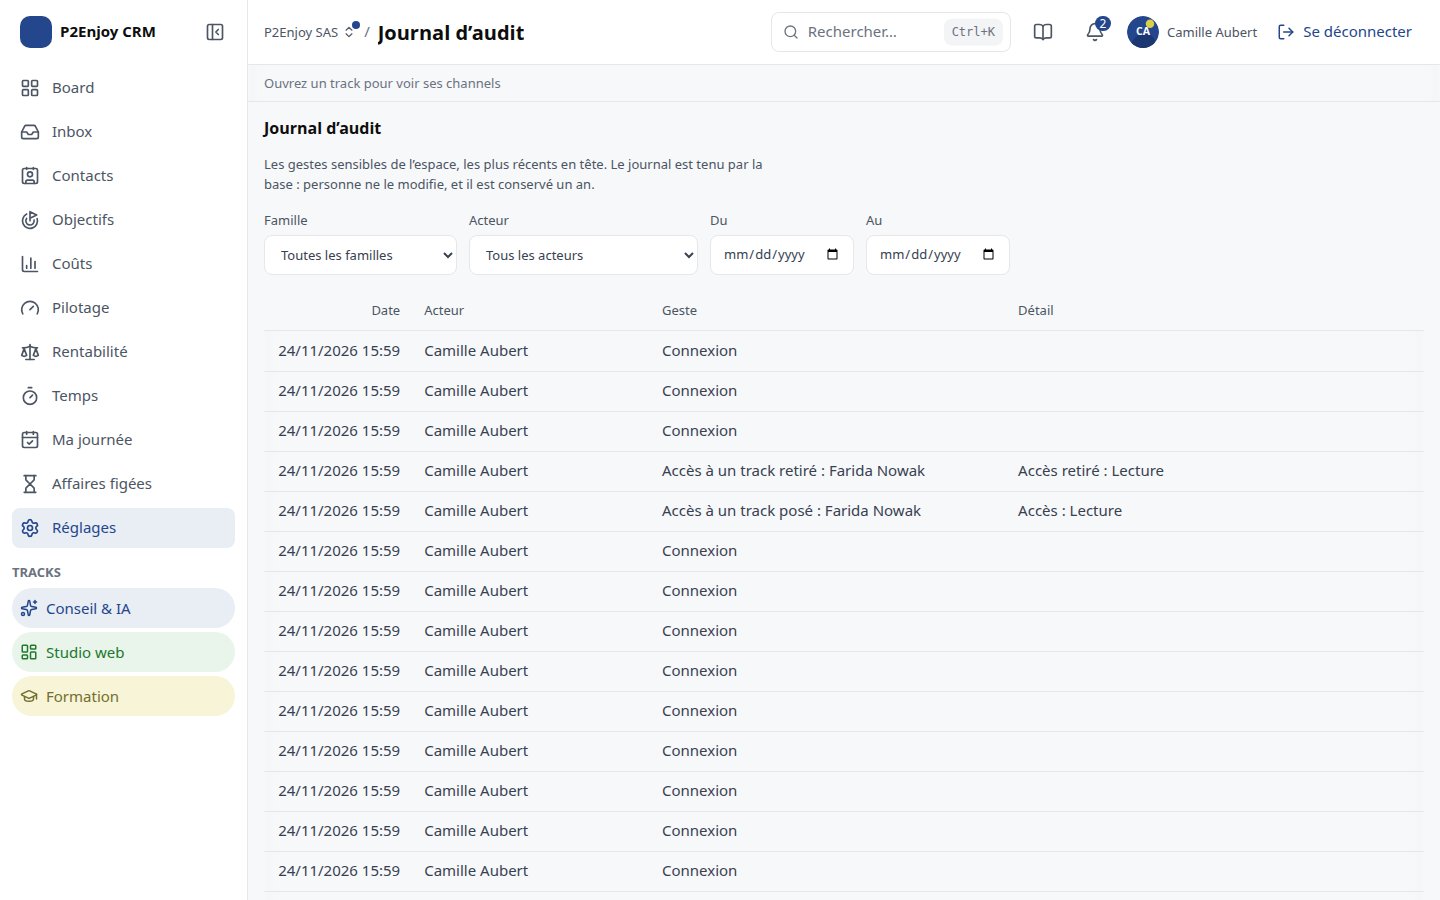 P2Enjoy CRM
Board
Inbox
Contacts
Objectifs
Coûts
Pilotage
Rentabilité
Temps
Ma journée
Affaires figées
Réglages
TRACKS
Conseil & IA
Studio web
Formation
P2Enjoy SAS / Journal d’audit
Rechercher... Ctrl+K
2
CA Camille Aubert
Se déconnecter
Ouvrez un track pour voir ses channels
Journal d’audit
Les gestes sensibles de l’espace, les plus récents en tête. Le journal est tenu par la
base : personne ne le modifie, et il est conservé un an.
Famille Acteur Du Au
Toutes les familles Tous les acteurs mm/dd/yyyy mm/dd/yyyy
Date Acteur Geste Détail
24/11/2026 15:59 Camille Aubert Connexion
24/11/2026 15:59 Camille Aubert Connexion
24/11/2026 15:59 Camille Aubert Connexion
24/11/2026 15:59 Camille Aubert Accès à un track retiré : Farida Nowak Accès retiré : Lecture
24/11/2026 15:59 Camille Aubert Accès à un track posé : Farida Nowak Accès : Lecture
24/11/2026 15:59 Camille Aubert Connexion
24/11/2026 15:59 Camille Aubert Connexion
24/11/2026 15:59 Camille Aubert Connexion
24/11/2026 15:59 Camille Aubert Connexion
24/11/2026 15:59 Camille Aubert Connexion
24/11/2026 15:59 Camille Aubert Connexion
24/11/2026 15:59 Camille Aubert Connexion
24/11/2026 15:59 Camille Aubert Connexion
24/11/2026 15:59 Camille Aubert Connexion